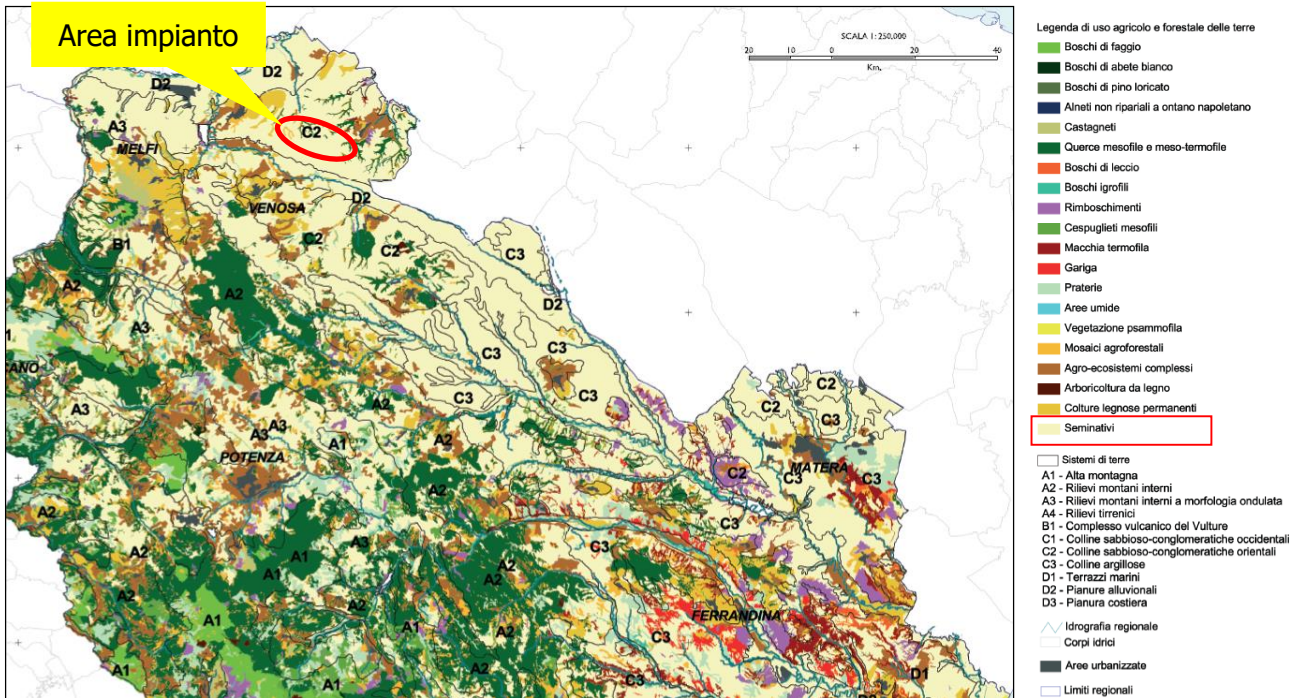 Area impianto
SCALA 1: 250,000
20 10 0 20 40
Km.
D2
D2
A3
MELFI
C2
VENOSA
D2
C2
C2
B1
C3
A2
A2
D2
A3
C3
C3
CANO
C3
C3
A3
A2
A3
A3
A1
A2
POTENZA
C2
C2
C3
MATERA
C2
C3
C3
A2
A2
C3
A1
A3
A2
A1
A2
A2
C3
A2
A2
FERRANDINA
A1
A1
A2
C3
A1
A1
A2
C3
D1
Legenda di uso agricolo e forestale delle terre
Boschi di faggio
Boschi di abete bianco
Boschi di pino loricato
Alneti non ripariali a ontano napoletano
Castagneti
Querce mesofile e meso-termofile
Boschi di leccio
Boschi igrofili
Rimboschimenti
Cespuglieti mesofili
Macchia termofila
Gariga
Praterie
Aree umide
Vegetazione psammofila
Mosaici agroforestali
Agro-ecosistemi complessi
Arboricoltura da legno
Colture legnose permanenti
Seminativi
Sistemi di terre
A1 - Alta montagna
A2 - Rilievi montani interni
A3 - Rilievi montani interni a morfologia ondulata
A4 - Rilievi tirrenici
B1 - Complesso vulcanico del Vulture
C1 - Colline sabbioso-conglomeratiche occidentali
C2 - Colline sabbioso-conglomeratiche orientali
C3 - Colline argillose
D1 - Terrazzi marini
D2 - Pianure alluvionali
D3 - Pianura costiera
Idrografia regionale
Corpi idrici
Aree urbanizzate
Limiti regionali